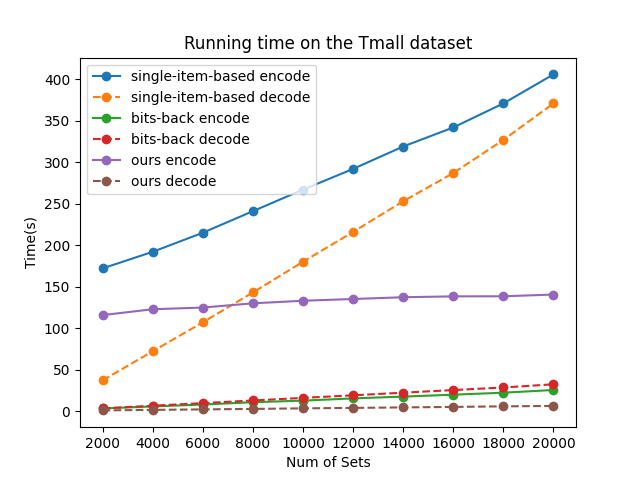 Running time on the Tmall dataset
single-item-based encode
single-item-based decode
bits-back encode
bits-back decode
ours encode
ours decode
400
350
300
250
200
150
100
50
0
Time(s)
2000 4000 6000 8000 10000 12000 14000 16000 18000 20000
Num of Sets